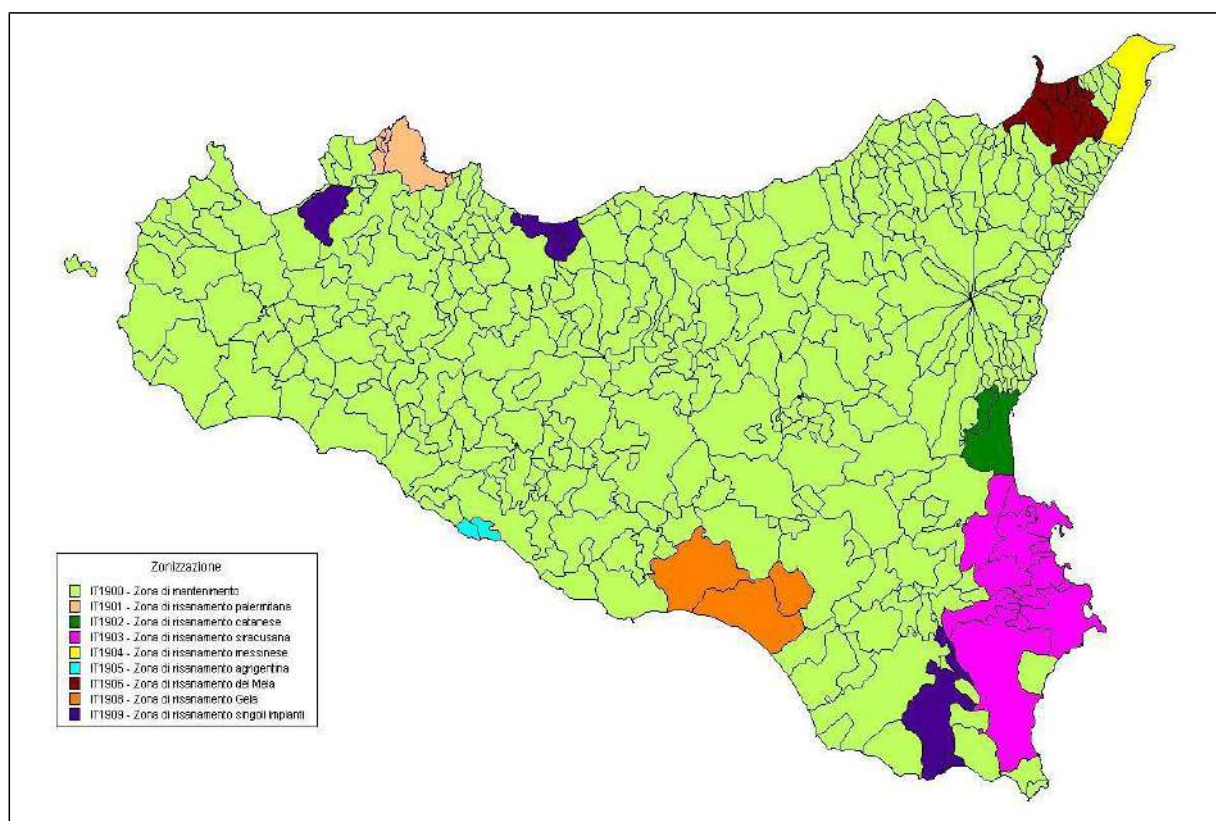 Zonizzazione
IT1900 - Zona di mantenimento
IT1901 - Zona di risanamento palermitana
IT1902 - Zona di risanamento catanese
IT1903 - Zona di risanamento siracusana
IT1904 - Zona di risanamento messinese
IT1905 - Zona di risanamento agrigentina
IT1906 - Zona di risanamento del Mela
IT1908 - Zona di risanamento Gela
IT1909 - Zona di risanamento singoli impianti